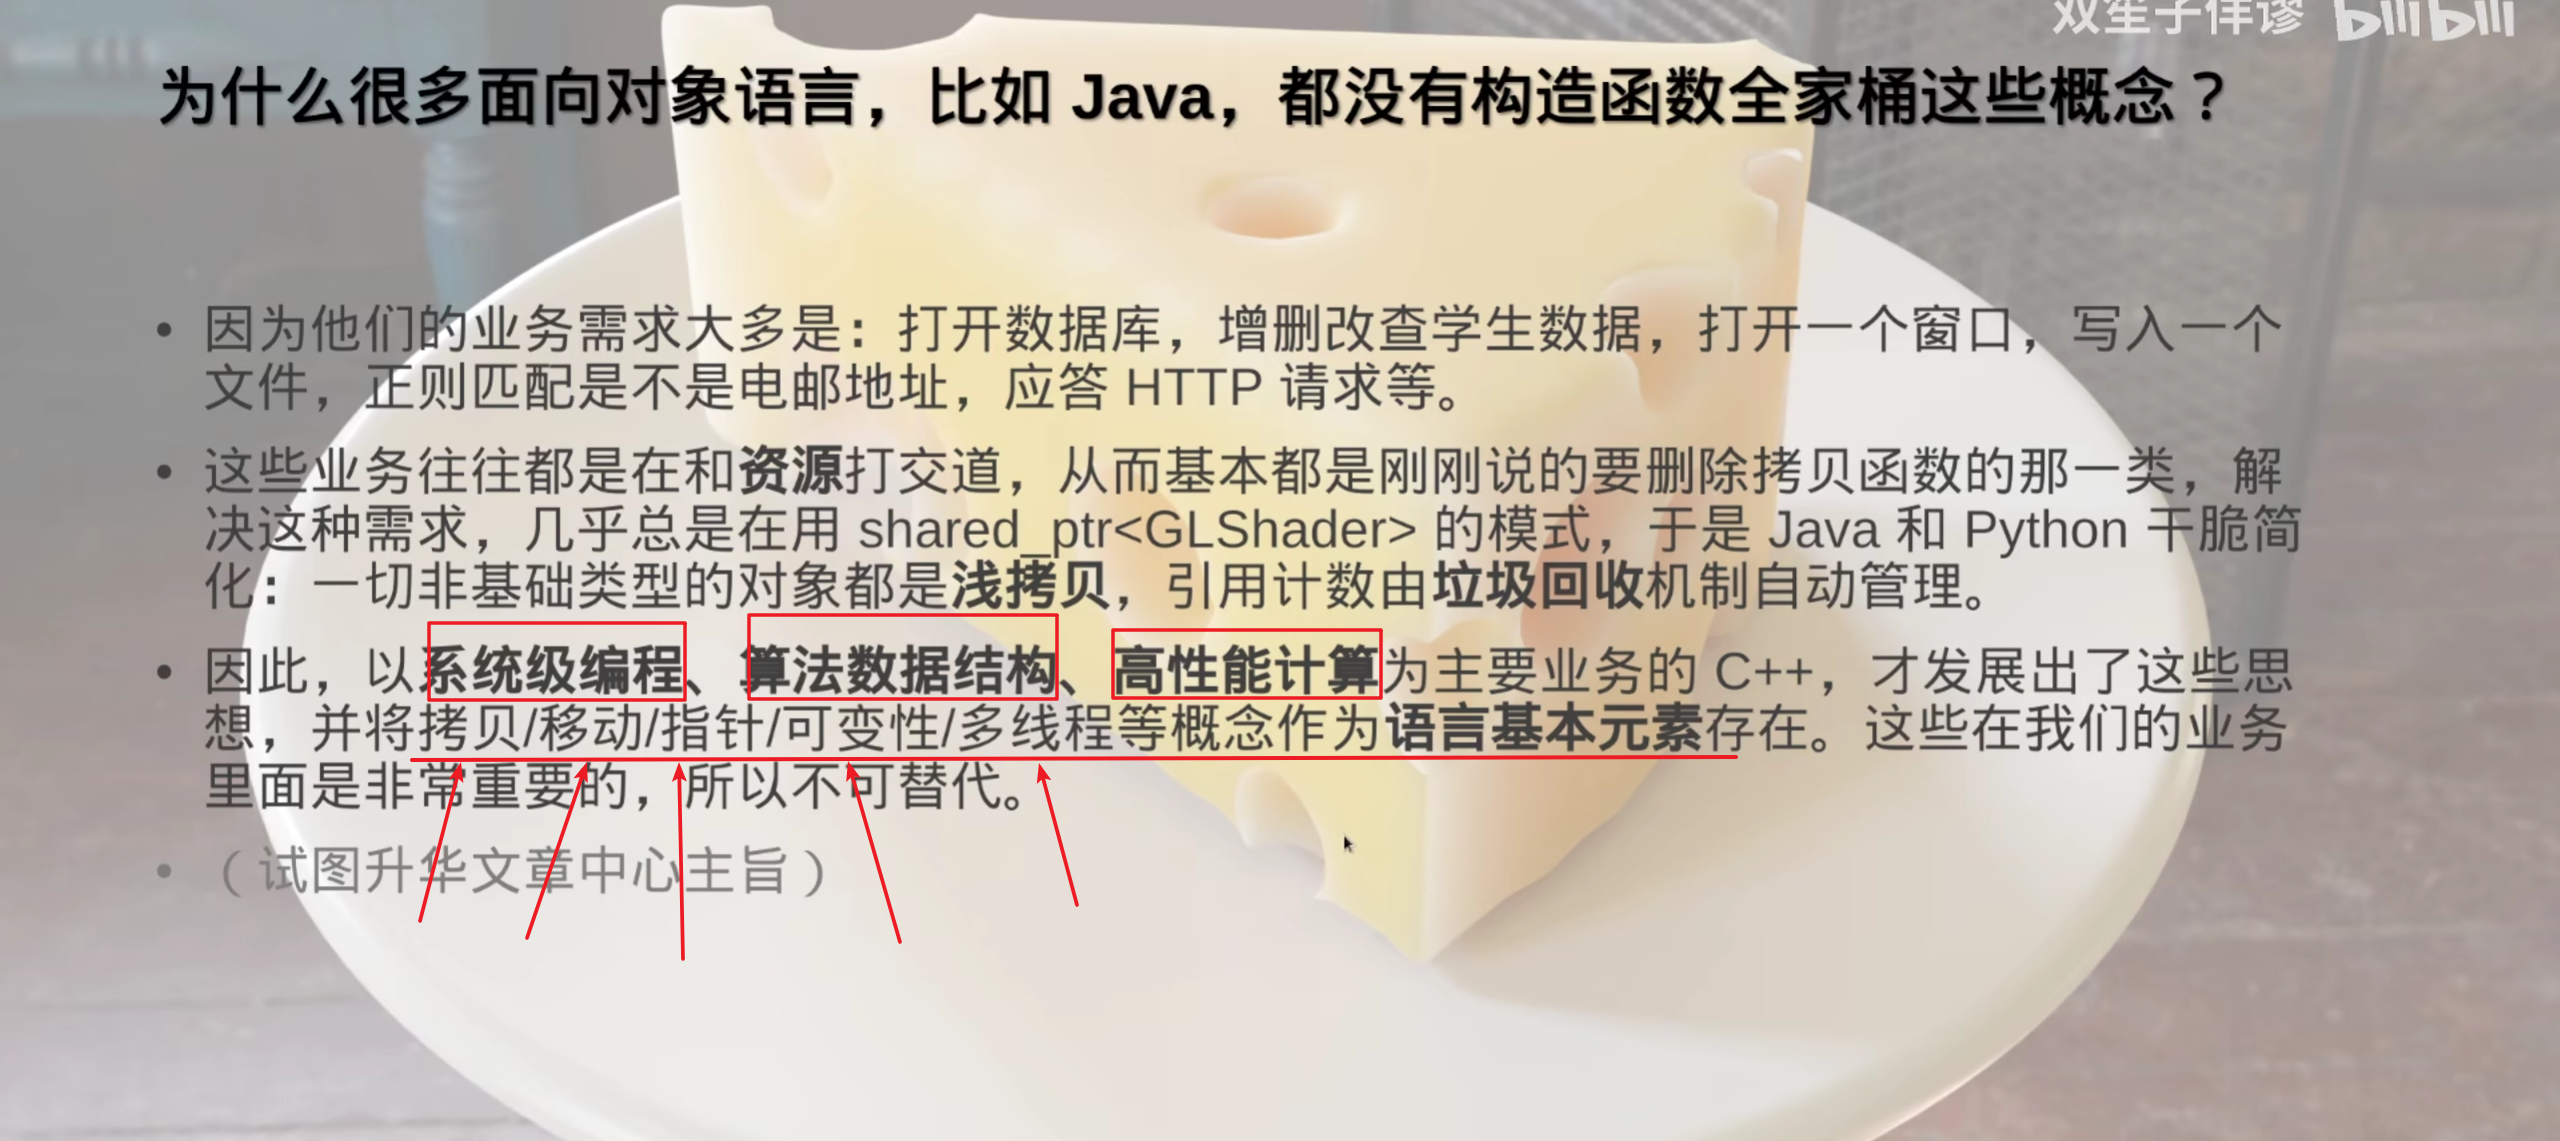 双笙子佯谬 bilibili
为什么很多面向对象语言，比如 Java，都没有构造函数全家桶这些概念？
• 因为他们的业务需求大多是：打开数据库，增删改查学生数据，打开一个窗口，写入一个
文件，正则匹配是不是电邮地址，应答 HTTP 请求等。
• 这些业务往往都是在和资源打交道，从而基本都是刚刚说的要删除拷贝函数的那一类，解
决这种需求，几乎总是在用 shared_ptr<GLShader> 的模式，于是 Java 和 Python 干脆简
化：一切非基础类型的对象都是浅拷贝，引用计数由垃圾回收机制自动管理。
• 因此，以系统级编程、算法数据结构、高性能计算为主要业务的 C++，才发展出了这些思
想，并将拷贝/移动/指针/可变性/多线程等概念作为语言基本元素存在。这些在我们的业务
里面是非常重要的，所以不可替代。
• （试图升华文章中心主旨）